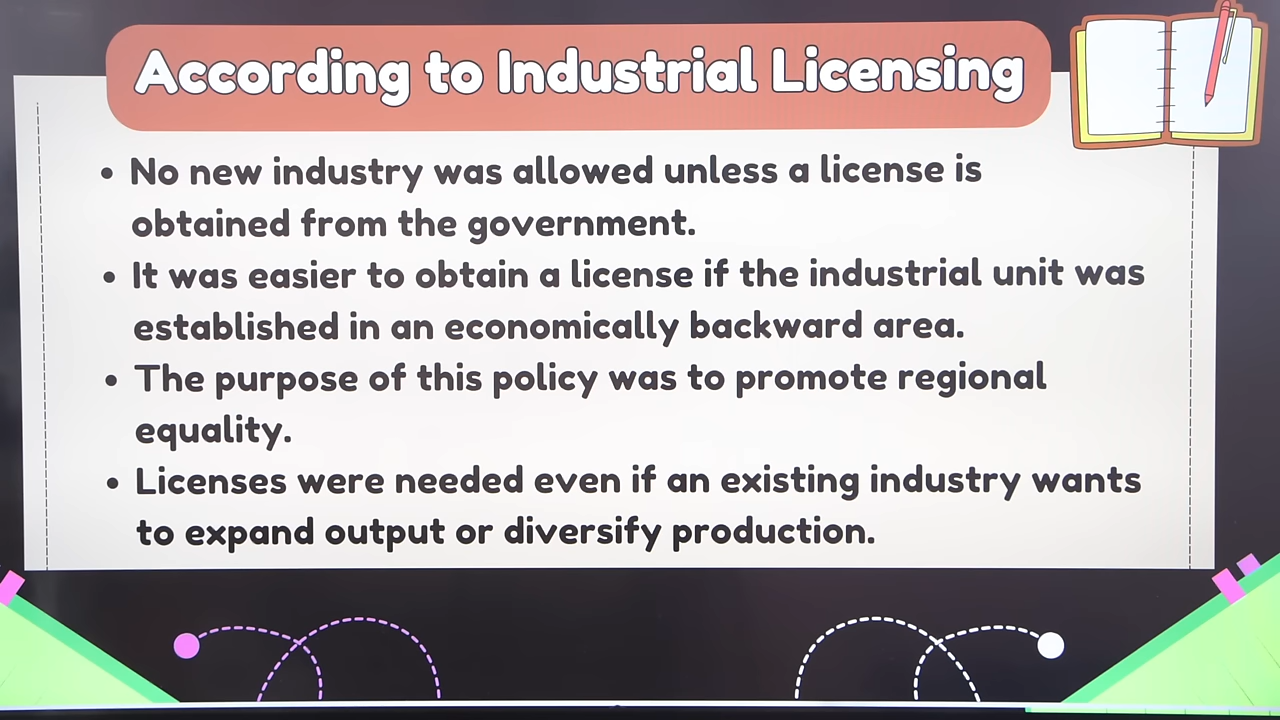 According to Industrial Licensing
• No new industry was allowed unless a license is
obtained from the government.
• It was easier to obtain a license if the industrial unit was
established in an economically backward area.
• The purpose of this policy was to promote regional
equality.
• Licenses were needed even if an existing industry wants
to expand output or diversify production.